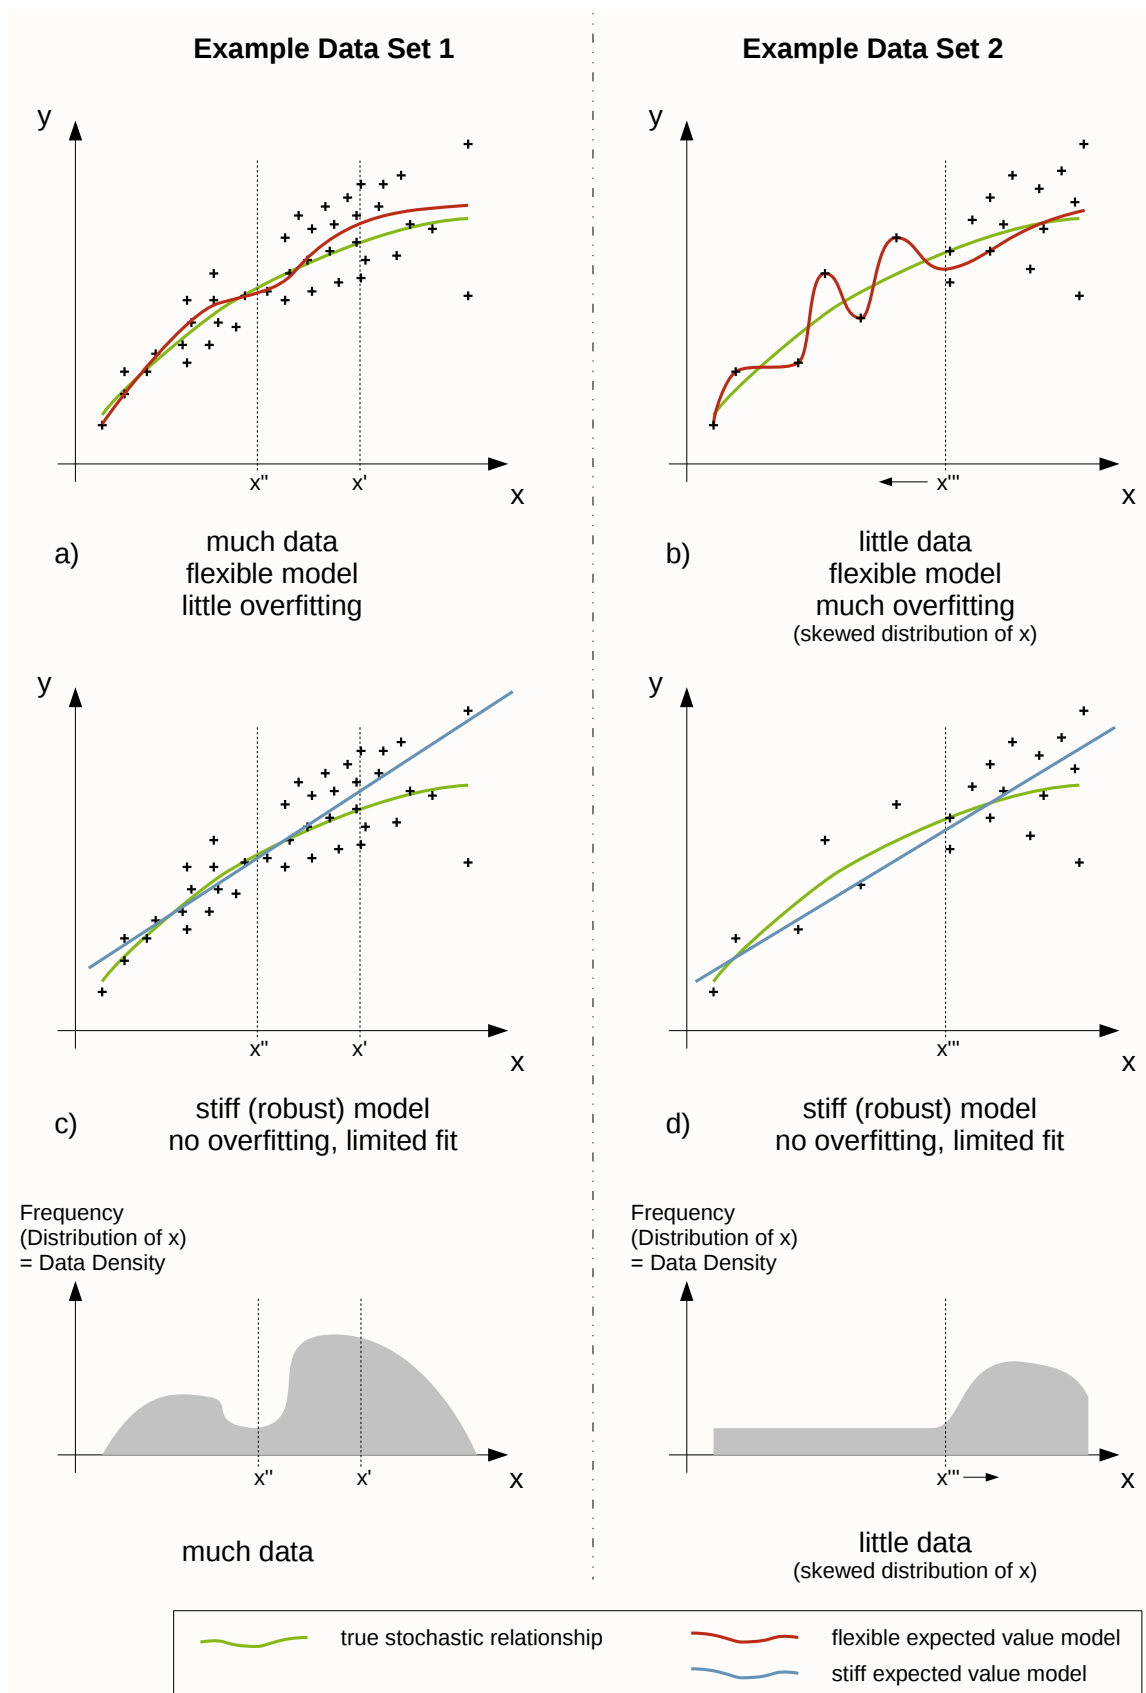 Example Data Set 1
Example Data Set 2
y
x''
x'
x
a)
much data
flexible model
little overfitting
y
x'''
x
b)
little data
flexible model
much overfitting
(skewed distribution of x)
y
x''
x'
x
c)
stiff (robust) model
no overfitting, limited fit
y
x'''
x
d)
stiff (robust) model
no overfitting, limited fit
Frequency
(Distribution of x)
= Data Density
x''
x'
x
much data
Frequency
(Distribution of x)
= Data Density
x'''
x
little data
(skewed distribution of x)
true stochastic relationship
flexible expected value model
stiff expected value model